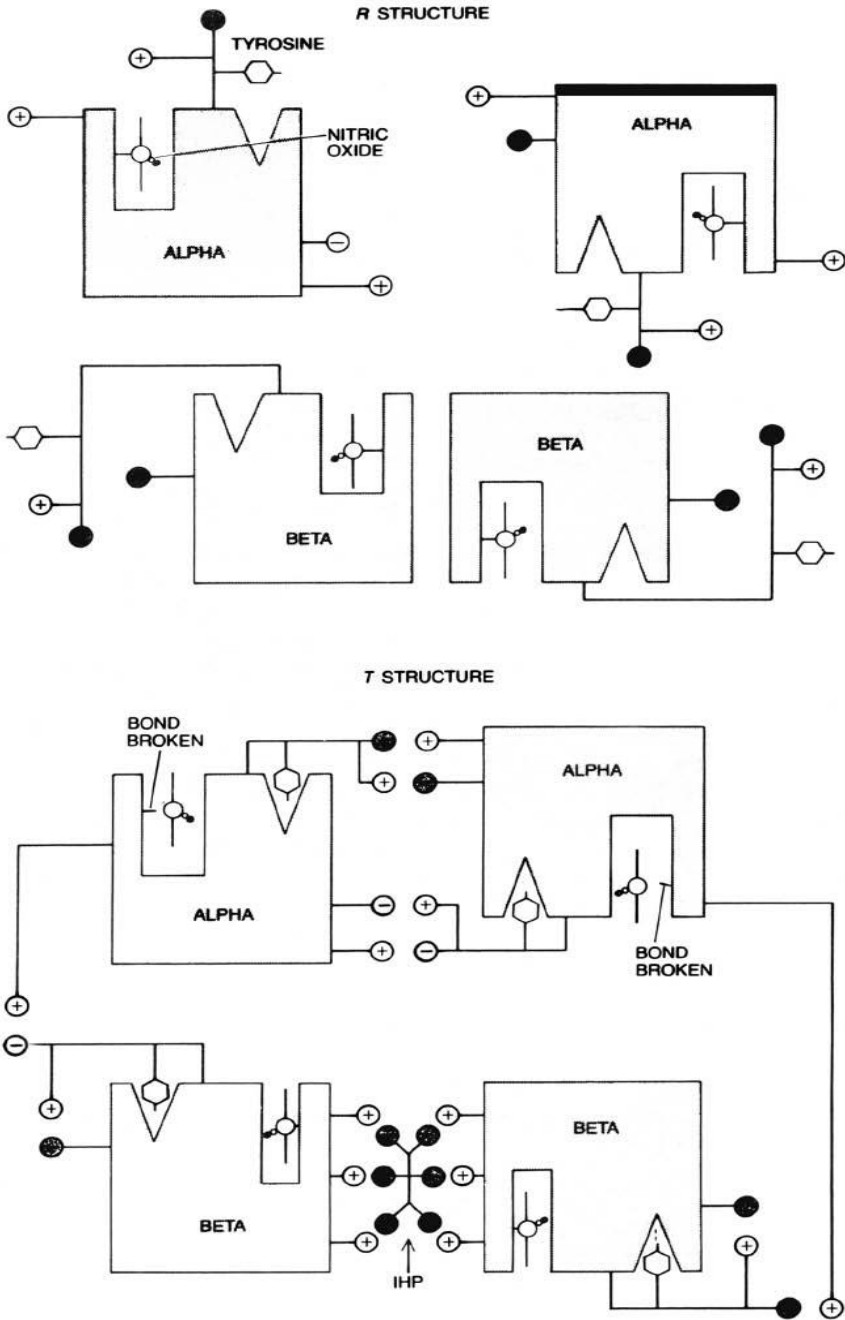 R STRUCTURE
TYROSINE
NITRIC
OXIDE
ALPHA
ALPHA
BETA
BETA
T STRUCTURE
BOND
BROKEN
ALPHA
ALPHA
BOND
BROKEN
BETA
BETA
IHP